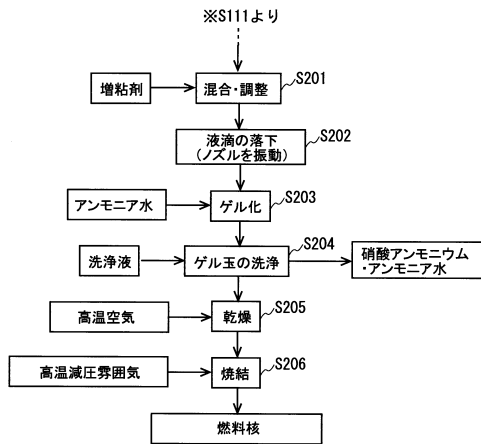 ※S111より
増粘剤
混合・調整
S201
液滴の落下
(ノズルを振動)
S202
アンモニア水
ゲル化
S203
洗浄液
ゲル玉の洗浄
S204
硝酸アンモニウム
・アンモニア水
高温空気
乾燥
S205
高温減圧雰囲気
焼結
S206
燃料核